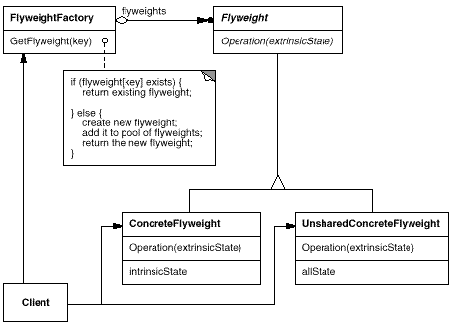 FlyweightFactory
flyweights
Flyweight
GetFlyweight(key)
Operation(extrinsicState)
if (flyweight[key] exists) {
return existing flyweight;
} else {
create new flyweight;
add it to pool of flyweights;
return the new flyweight;
}
ConcreteFlyweight
UnsharedConcreteFlyweight
Operation(extrinsicState)
Operation(extrinsicState)
intrinsicState
allState
Client